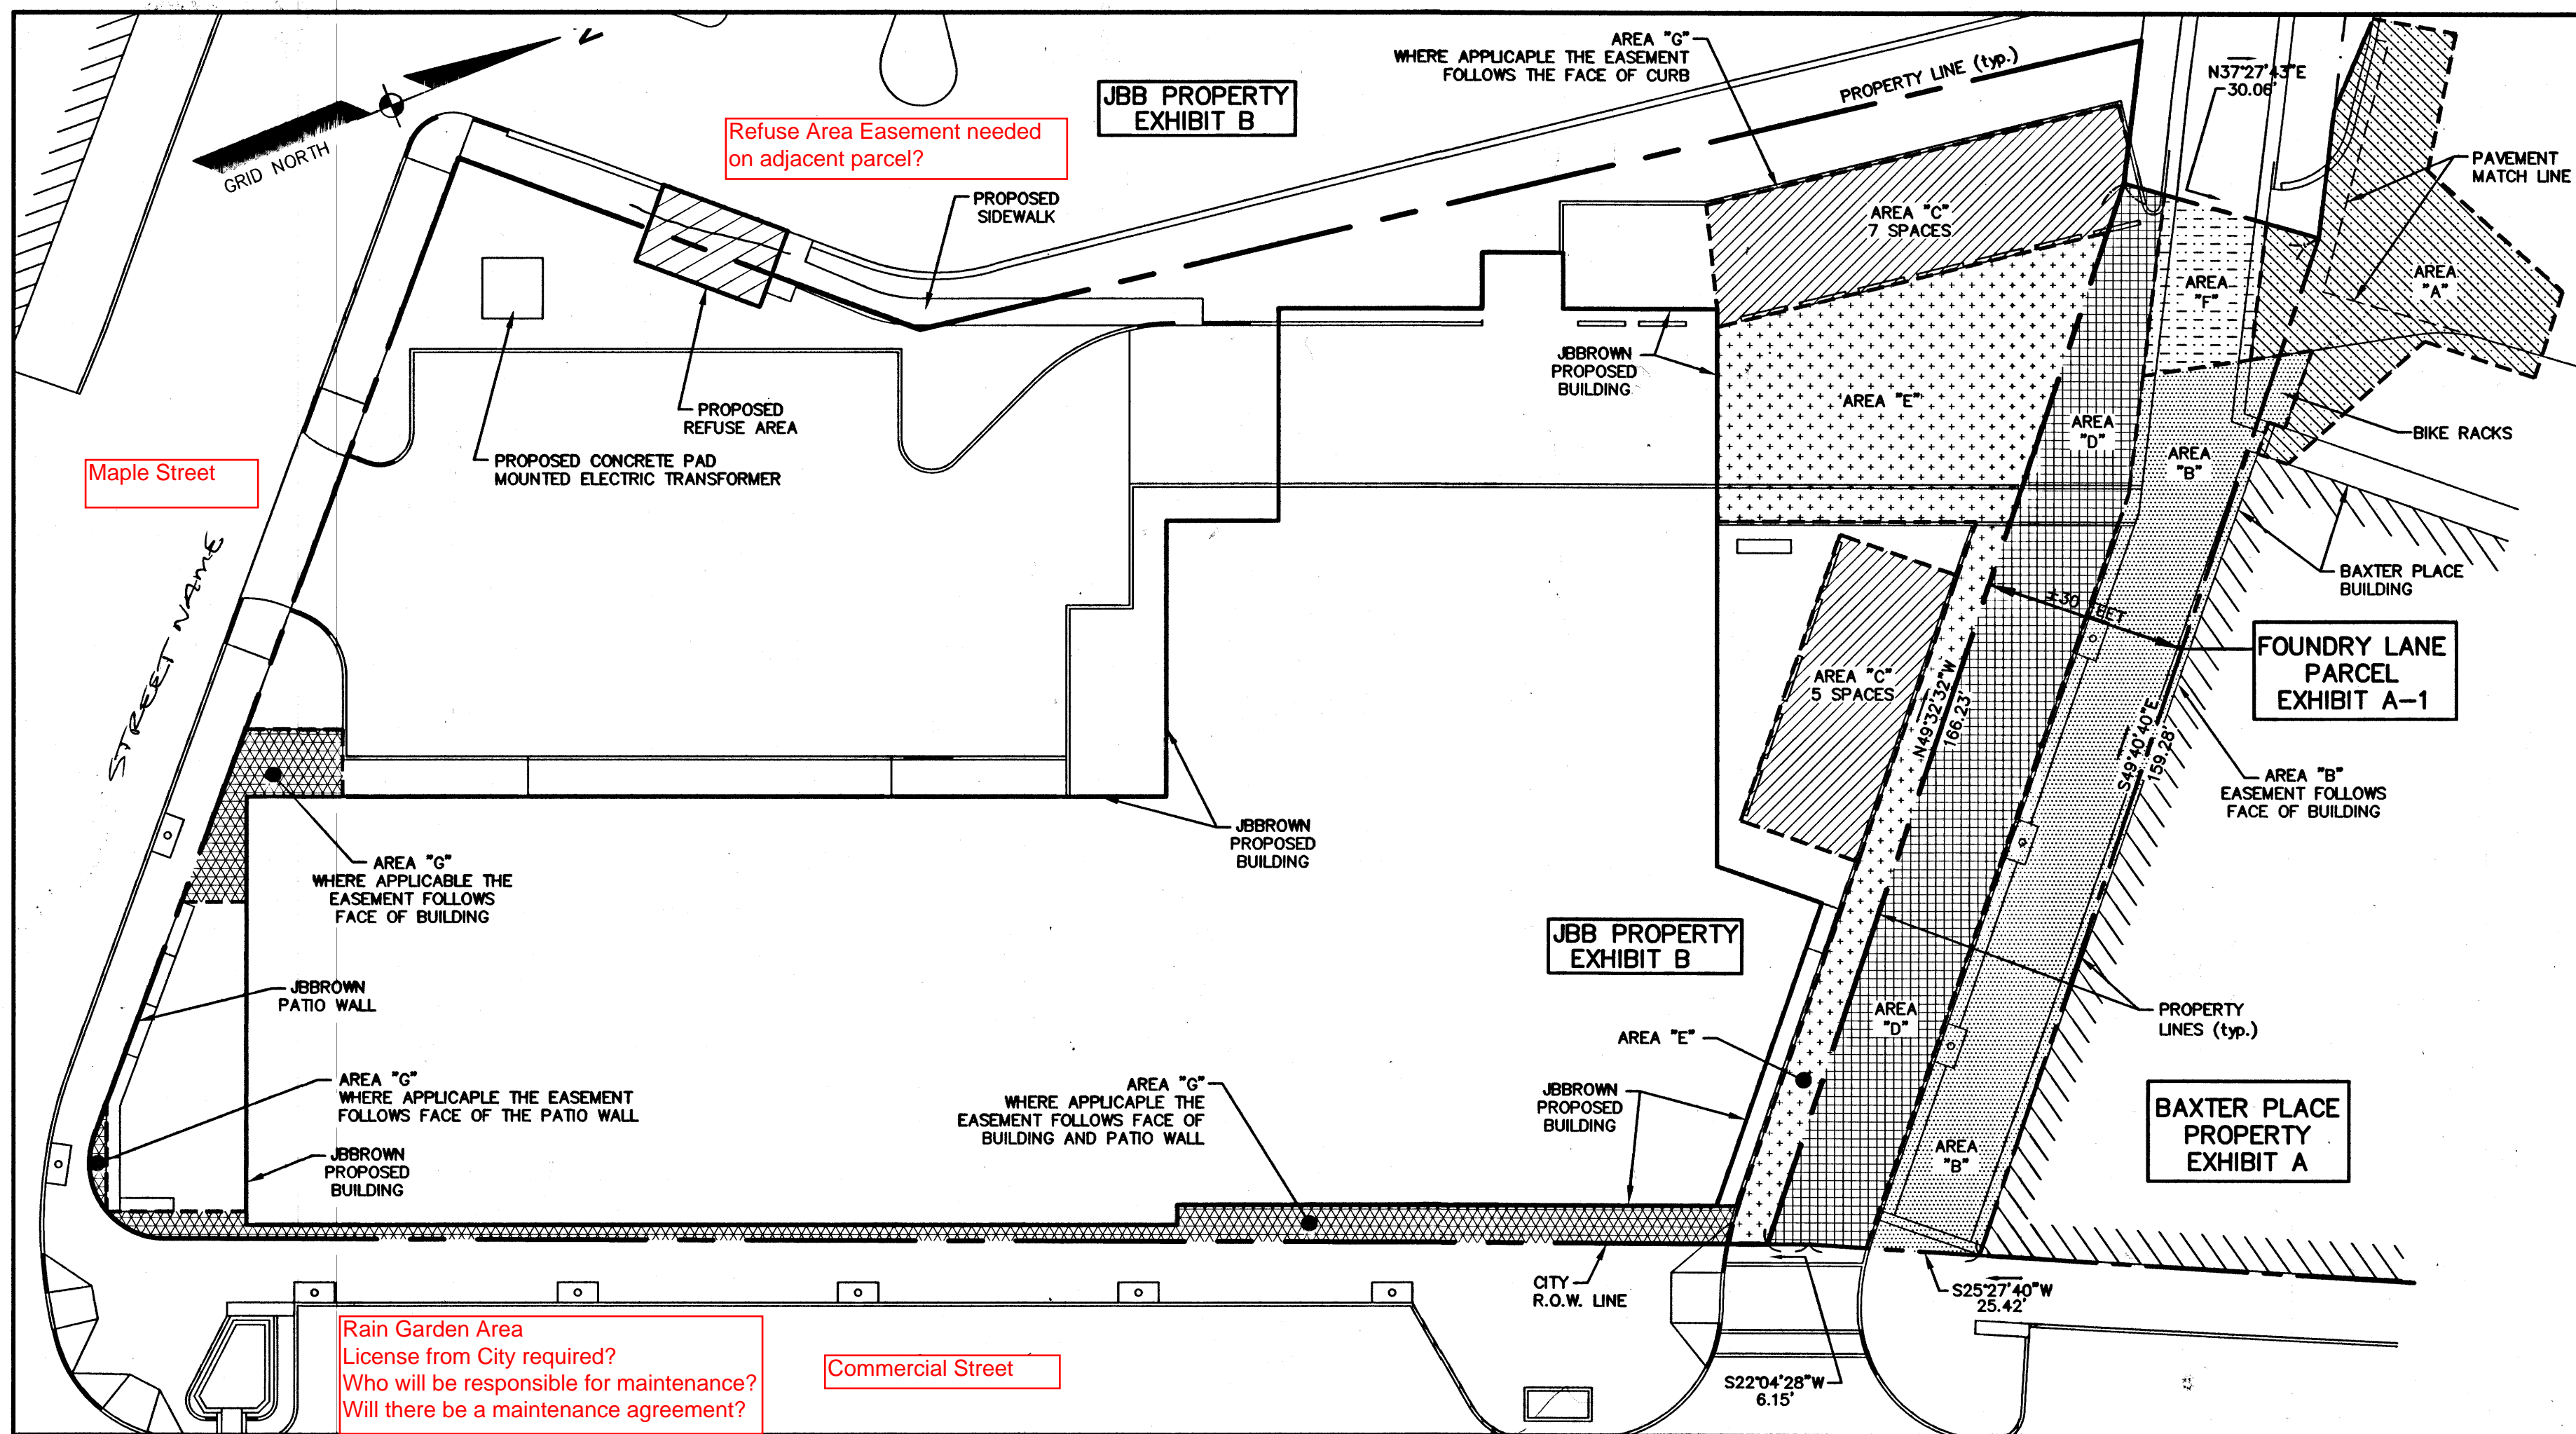 AREA "G"
WHERE APPLICAPLE THE EASEMENT
FOLLOWS THE FACE OF CURB
PROPERTY LINE (typ.)
N37°27'43"E
30.06'
JBB PROPERTY
EXHIBIT B
Refuse Area Easement needed
on adjacent parcel?
GRID NORTH
N
PROPOSED
SIDEWALK
PAVEMENT
MATCH LINE
AREA "C"
7 SPACES
AREA
"F"
AREA
"A"
JBBROWN
PROPOSED
BUILDING
AREA "E"
AREA
"D"
AREA
"B"
BIKE RACKS
PROPOSED
REFUSE AREA
PROPOSED CONCRETE PAD
MOUNTED ELECTRIC TRANSFORMER
Maple Street
STREET NAME
BAXTER PLACE
BUILDING
±30 FEET
FOUNDRY LANE
PARCEL
EXHIBIT A-1
AREA "C"
5 SPACES
N49°32'32"W
166.23'
S49°40'40"E
159.28'
AREA "B"
EASEMENT FOLLOWS
FACE OF BUILDING
JBBROWN
PROPOSED
BUILDING
AREA "G"
WHERE APPLICABLE THE
EASEMENT FOLLOWS
FACE OF BUILDING
JBB PROPERTY
EXHIBIT B
JBBROWN
PATIO WALL
AREA
"D"
PROPERTY
LINES (typ.)
AREA "E"
AREA "G"
WHERE APPLICAPLE THE EASEMENT
FOLLOWS FACE OF THE PATIO WALL
AREA "G"
WHERE APPLICAPLE THE
EASEMENT FOLLOWS FACE OF
BUILDING AND PATIO WALL
JBBROWN
PROPOSED
BUILDING
BAXTER PLACE
PROPERTY
EXHIBIT A
AREA
"B"
JBBROWN
PROPOSED
BUILDING
CITY
R.O.W. LINE
S25°27'40"W
25.42'
Rain Garden Area
License from City required?
Who will be responsible for maintenance?
Will there be a maintenance agreement?
Commercial Street
S22°04'28"W
6.15'